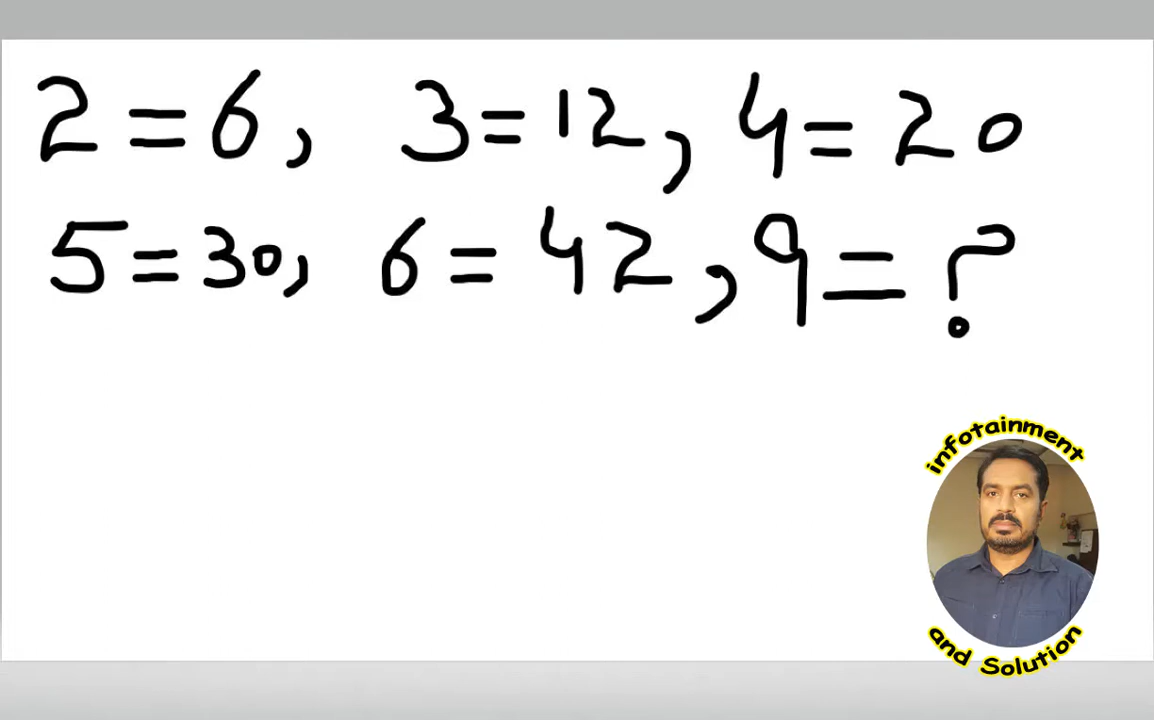 2=6, 3=12, 4=20
5=30, 6=42, 9=?
infotainment
and Solution